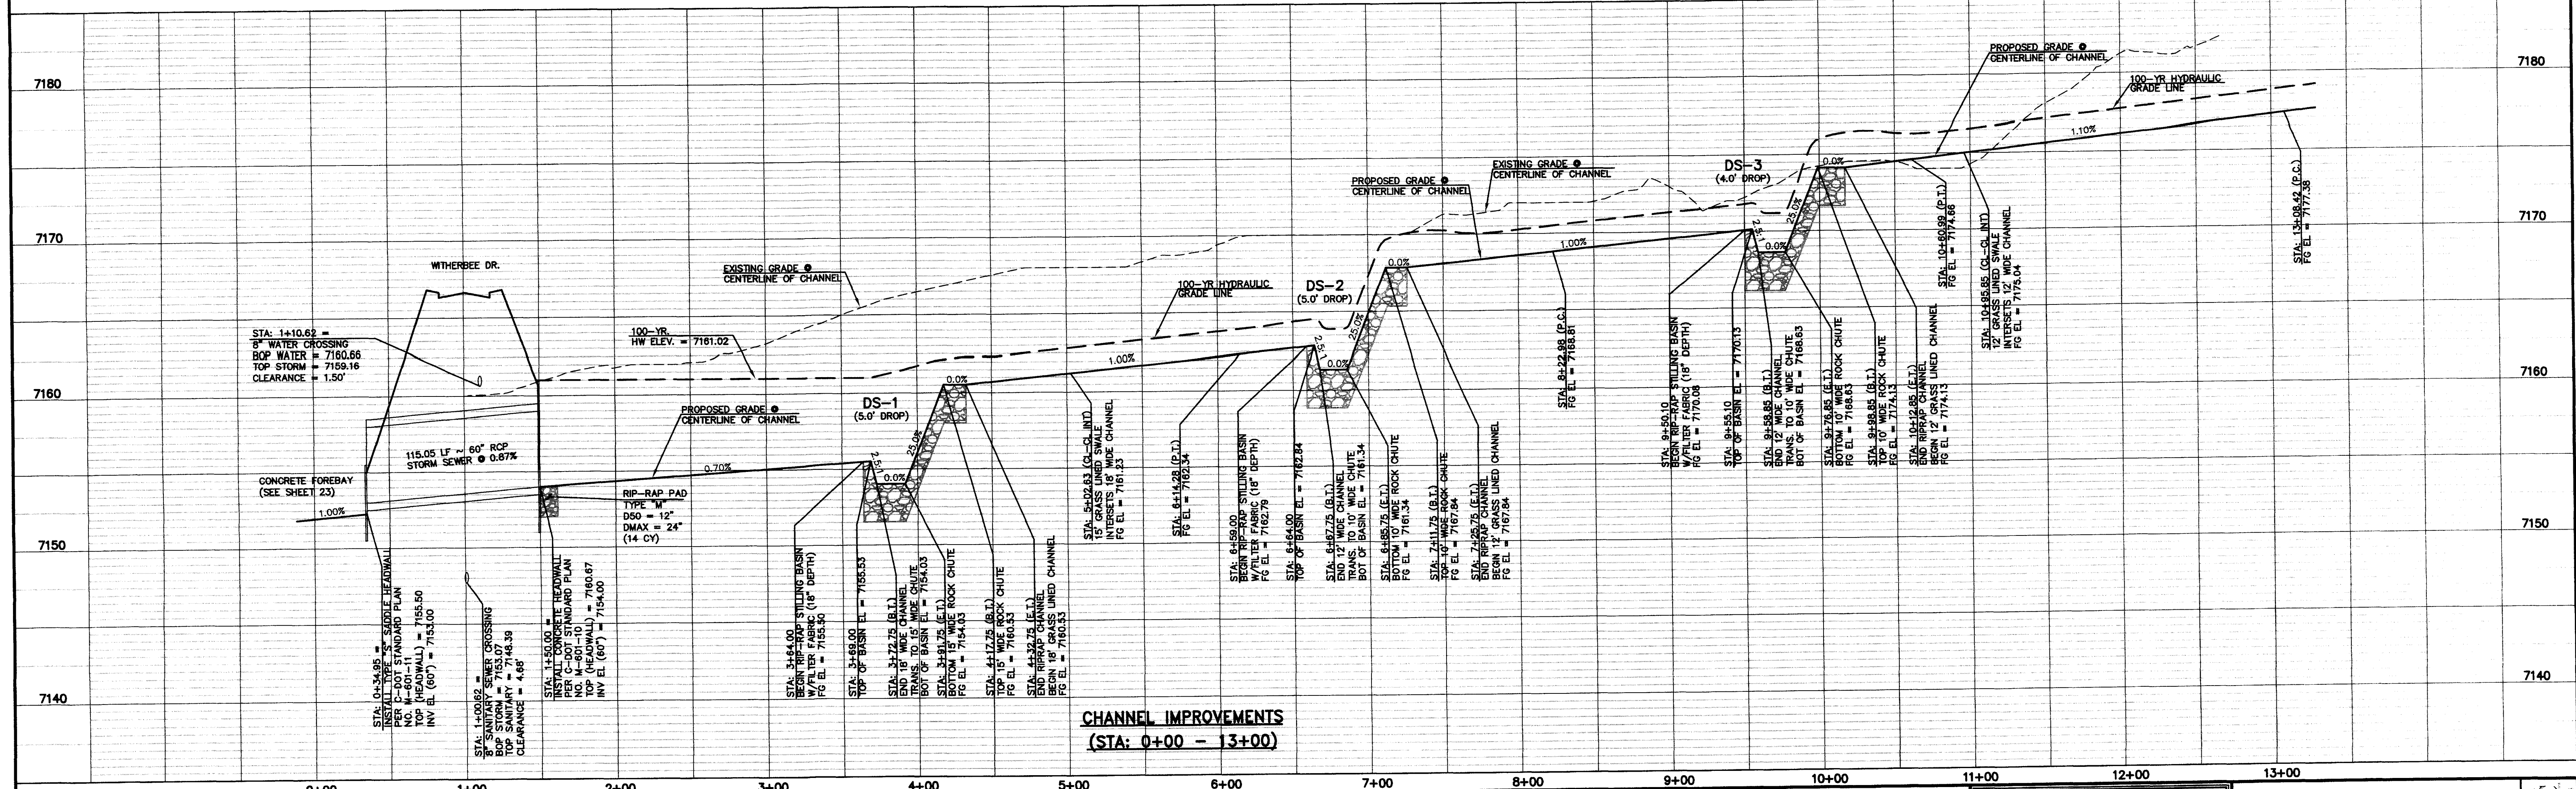 7180
7170
7160
7150
7140
7180
7170
7160
7150
7140
WITHERBEE DR.
STA: 1+10.62 =
8" WATER CROSSING
BOP WATER = 7160.66
TOP STORM = 7159.16
CLEARANCE = 1.50'
115.05 LF ~ 60" RCP
STORM SEWER @ 0.87%
CONCRETE FOREBAY
(SEE SHEET 23)
1.00%
STA: 0+34.95 =
INSTALL TYPE "S" SADDLE HEADWALL
PER C-DOT STANDARD PLAN
NO. M-601-11
TOP (HEADWALL) = 7155.50
INV EL (60") = 7153.00
STA: 1+00.62 =
8" SANITARY SEWER CROSSING
BOP STORM = 7153.07
TOP SANITARY = 7148.39
CLEARANCE = 4.68'
STA: 1+50.00 =
INSTALL CONCRETE HEADWALL
PER C-DOT STANDARD PLAN
NO. M-601-10
TOP (HEADWALL) = 7160.67
INV EL (60") = 7154.00
RIP-RAP PAD
TYPE "M"
D50 = 12"
DMAX = 24"
(14 CY)
100-YR.
HW ELEV. = 7161.02
PROPOSED GRADE @
CENTERLINE OF CHANNEL
0.70%
EXISTING GRADE @
CENTERLINE OF CHANNEL
DS-1
(5.0' DROP)
2.5:1
0.0%
25.0%
0.0%
STA: 3+64.00
BEGIN RIP-RAP STILLING BASIN
W/FILTER FABRIC (18" DEPTH)
FG EL = 7155.50
STA: 3+69.00
TOP OF BASIN EL = 7155.53
STA: 3+72.75 (B.T.)
END 18' WIDE CHANNEL
TRANS. TO 15' WIDE CHUTE
BOT OF BASIN EL = 7154.03
STA: 3+91.75 (E.T.)
BOTTOM 15' WIDE ROCK CHUTE
FG EL = 7154.03
STA: 4+17.75 (B.T.)
TOP 15' WIDE ROCK CHUTE
FG EL = 7160.53
STA: 4+32.75 (E.T.)
END RIPRAP CHANNEL
BEGIN 18' GRASS LINED CHANNEL
FG EL = 7160.53
1.00%
STA: 5+02.63 (CL-CL INT)
15' GRASS LINED SWALE
INTERSETS 18' WIDE CHANNEL
FG EL = 7161.23
100-YR HYDRAULIC
GRADE LINE
STA: 6+14.28 (P.T.)
FG EL = 7162.34
DS-2
(5.0' DROP)
2.5:1
0.0%
25.0%
0.0%
STA: 6+59.00
BEGIN RIP-RAP STILLING BASIN
W/FILTER FABRIC (18" DEPTH)
FG EL = 7162.79
STA: 6+64.00
TOP OF BASIN EL = 7162.84
STA: 6+67.75 (B.T.)
END 12' WIDE CHANNEL
TRANS. TO 10' WIDE CHUTE
BOT OF BASIN EL = 7161.34
STA: 6+85.75 (E.T.)
BOTTOM 10' WIDE ROCK CHUTE
FG EL = 7161.34
STA: 7+11.75 (B.T.)
TOP 10' WIDE ROCK CHUTE
FG EL = 7167.84
STA: 7+25.75 (E.T.)
END RIPRAP CHANNEL
BEGIN 12' GRASS LINED CHANNEL
FG EL = 7167.84
PROPOSED GRADE @
CENTERLINE OF CHANNEL
EXISTING GRADE @
CENTERLINE OF CHANNEL
1.00%
STA: 8+22.98 (P.C.)
FG EL = 7168.81
DS-3
(4.0' DROP)
2.5:1
0.0%
25.0%
0.0%
STA: 9+50.10
BEGIN RIP-RAP STILLING BASIN
W/FILTER FABRIC (18" DEPTH)
FG EL = 7170.08
STA: 9+55.10
TOP OF BASIN EL = 7170.13
STA: 9+58.85 (B.T.)
END 12' WIDE CHANNEL
TRANS. TO 10' WIDE CHUTE
BOT OF BASIN EL = 7168.63
STA: 9+76.85 (E.T.)
BOTTOM 10' WIDE ROCK CHUTE
FG EL = 7168.63
STA: 9+98.85 (B.T.)
TOP 10' WIDE ROCK CHUTE
FG EL = 7174.13
STA: 10+12.85 (E.T.)
END RIPRAP CHANNEL
BEGIN 12' GRASS LINED CHANNEL
FG EL = 7174.13
STA: 10+60.99 (P.T.)
FG EL = 7174.66
STA: 10+95.85 (CL-CL INT)
12' GRASS LINED SWALE
INTERSETS 12' WIDE CHANNEL
FG EL = 7175.04
PROPOSED GRADE @
CENTERLINE OF CHANNEL
100-YR HYDRAULIC
GRADE LINE
1.10%
STA: 13+08.42 (P.C.)
FG EL = 7177.38
CHANNEL IMPROVEMENTS
(STA: 0+00 - 13+00)
0+00
1+00
2+00
3+00
4+00
5+00
6+00
7+00
8+00
9+00
10+00
11+00
12+00
13+00